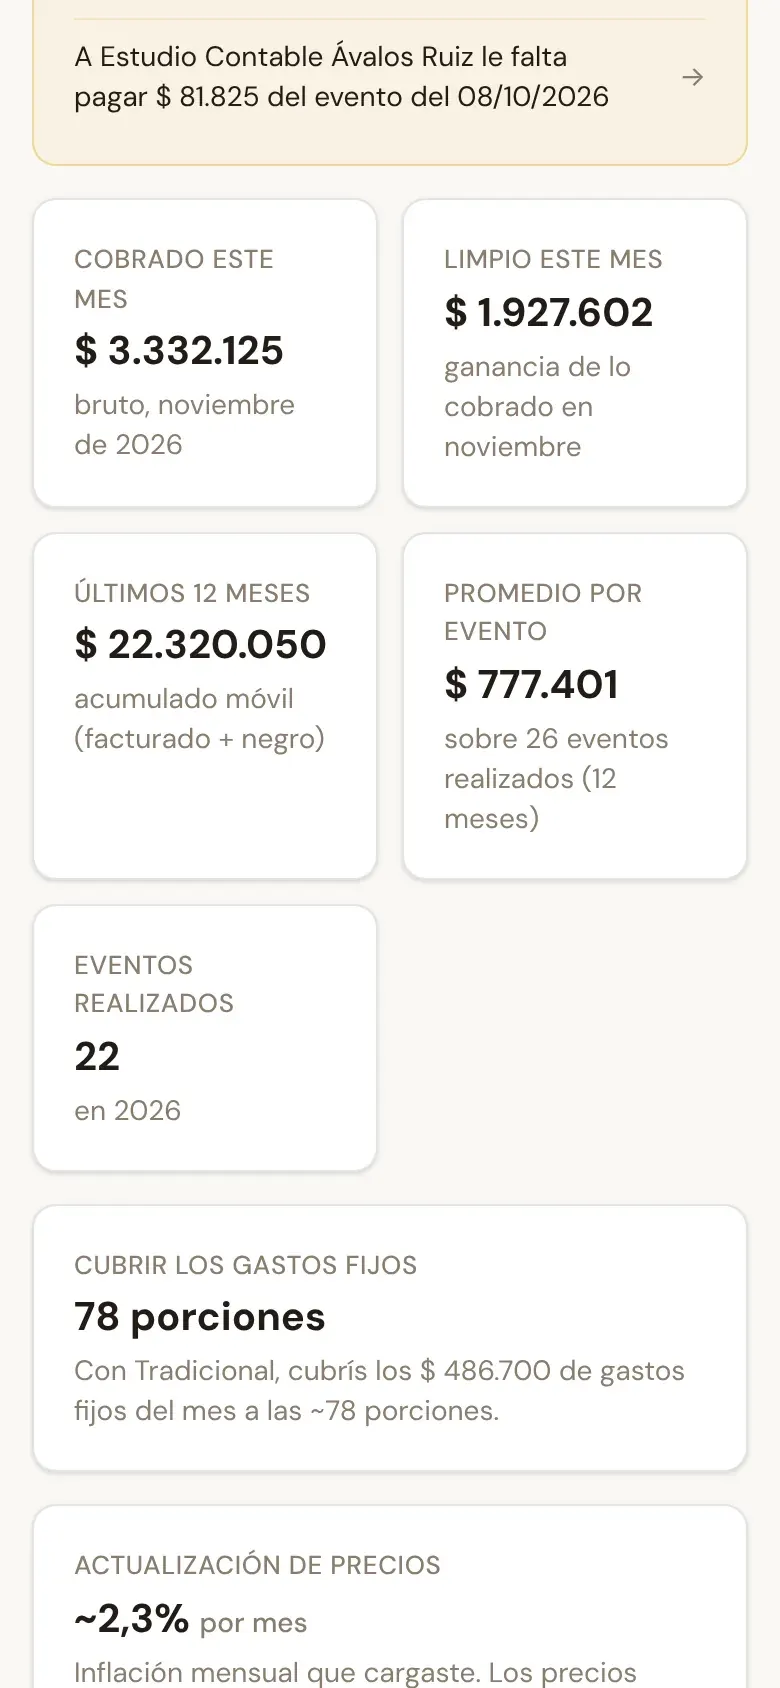 A Estudio Contable Ávalos Ruiz le falta
pagar $ 81.825 del evento del 08/10/2026
→
COBRADO ESTE
MES
$ 3.332.125
bruto, noviembre
de 2026
LIMPIO ESTE MES
$ 1.927.602
ganancia de lo
cobrado en
noviembre
ÚLTIMOS 12 MESES
$ 22.320.050
acumulado móvil
(facturado + negro)
PROMEDIO POR
EVENTO
$ 777.401
sobre 26 eventos
realizados (12
meses)
EVENTOS
REALIZADOS
22
en 2026
CUBRIR LOS GASTOS FIJOS
78 porciones
Con Tradicional, cubrís los $ 486.700 de gastos
fijos del mes a las ~78 porciones.
ACTUALIZACIÓN DE PRECIOS
~2,3% por mes
Inflación mensual que cargaste. Los precios